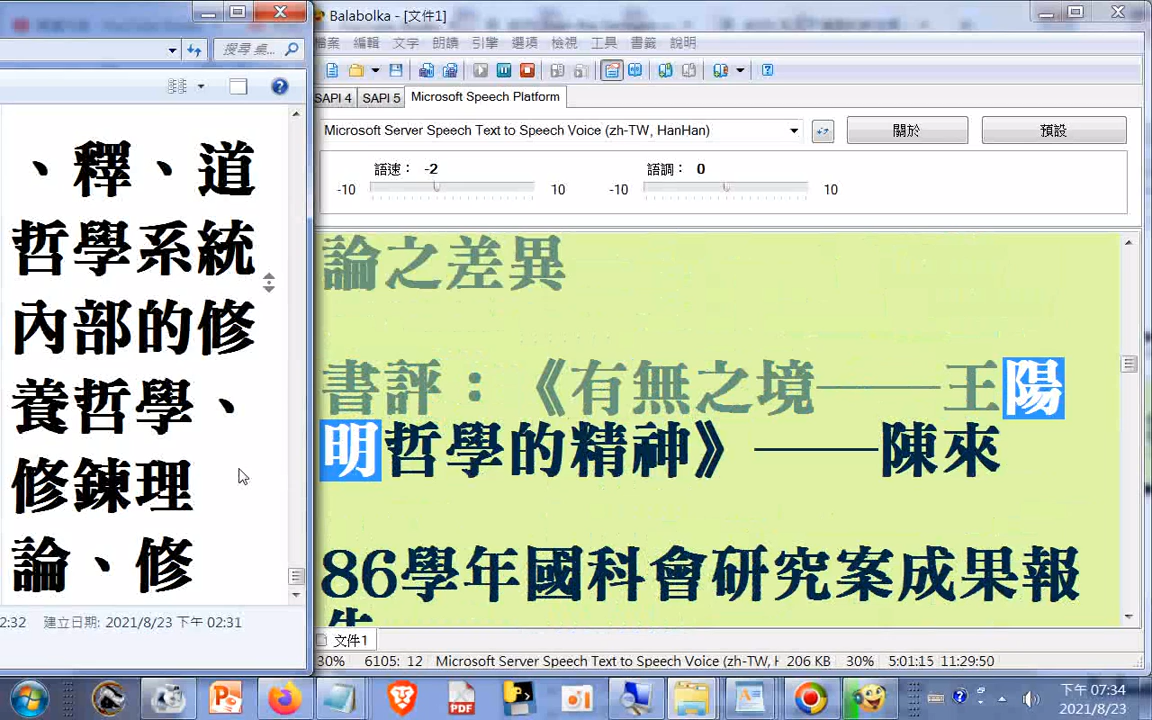 搜尋 桌...
、釋、道
哲學系統
內部的修
養哲學、
修鍊理
論、修
2:32 建立日期: 2021/8/23 下午 02:31
Balabolka - [文件1]
檔案 編輯 文字 朗讀 引擎 選項 檢視 工具 書籤 說明
SAPI 4 SAPI 5 Microsoft Speech Platform
Microsoft Server Speech Text to Speech Voice (zh-TW, HanHan) 關於 預設
語速: -2 語調: 0
-10 10 -10 10
論之差異
書評：《有無之境——王陽
明哲學的精神》——陳來
86學年國科會研究案成果報
告
文件1
30% 6105: 12 Microsoft Server Speech Text to Speech Voice (zh-TW, H 206 KB 30% 5:01:15 11:29:50
PDF
下午 07:34
2021/8/23